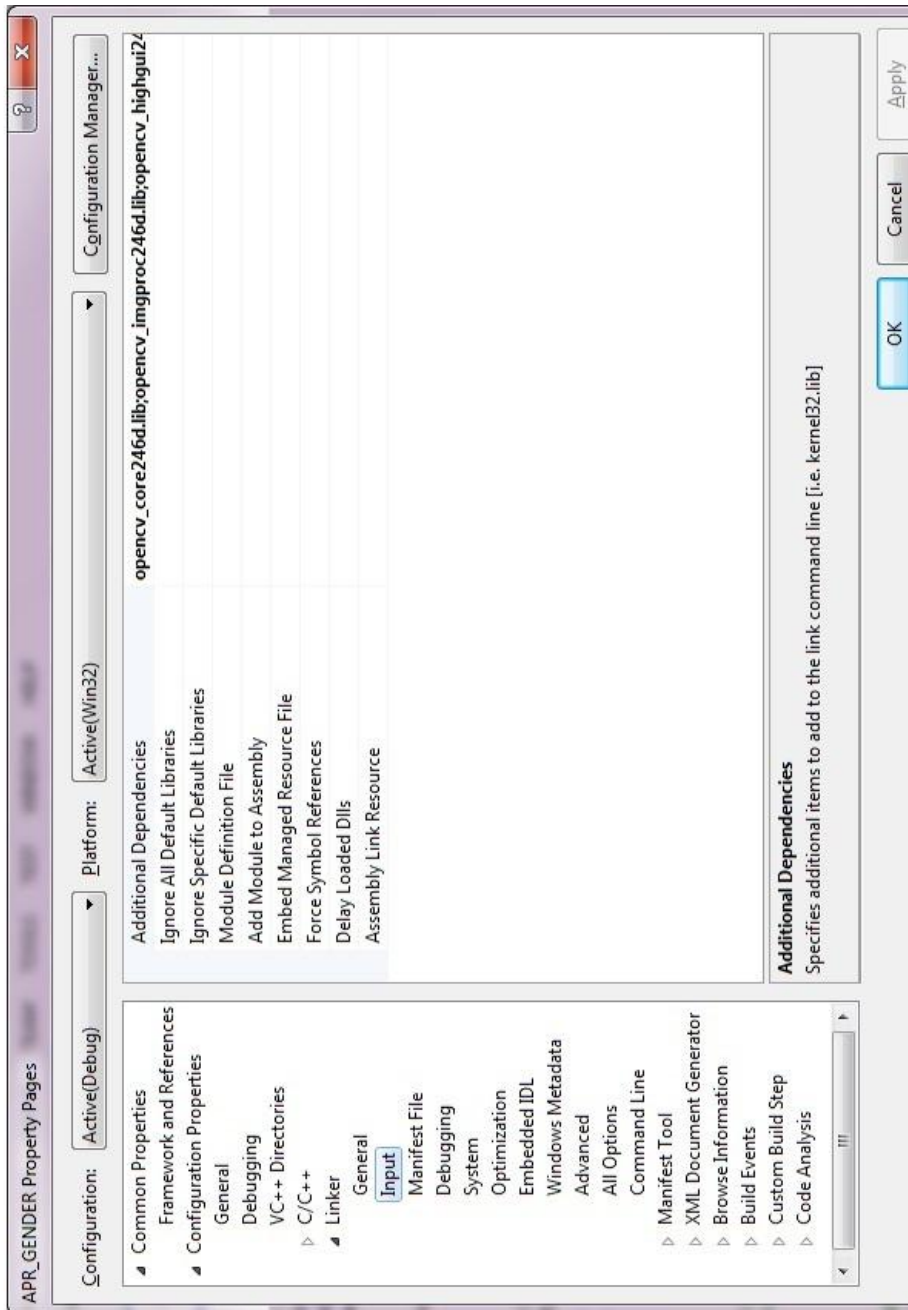 APR_GENDER Property Pages
Configuration: Active(Debug) Platform: Active(Win32) Configuration Manager...
Common Properties
Framework and References
Configuration Properties
General
Debugging
VC++ Directories
C/C++
Linker
General
Input
Manifest File
Debugging
System
Optimization
Embedded IDL
Windows Metadata
Advanced
All Options
Command Line
Manifest Tool
XML Document Generator
Browse Information
Build Events
Custom Build Step
Code Analysis
Additional Dependencies opencv_core246d.lib;opencv_imgproc246d.lib;opencv_highgui24
Ignore All Default Libraries
Ignore Specific Default Libraries
Module Definition File
Add Module to Assembly
Embed Managed Resource File
Force Symbol References
Delay Loaded Dlls
Assembly Link Resource
Additional Dependencies
Specifies additional items to add to the link command line [i.e. kernel32.lib]
OK Cancel Apply